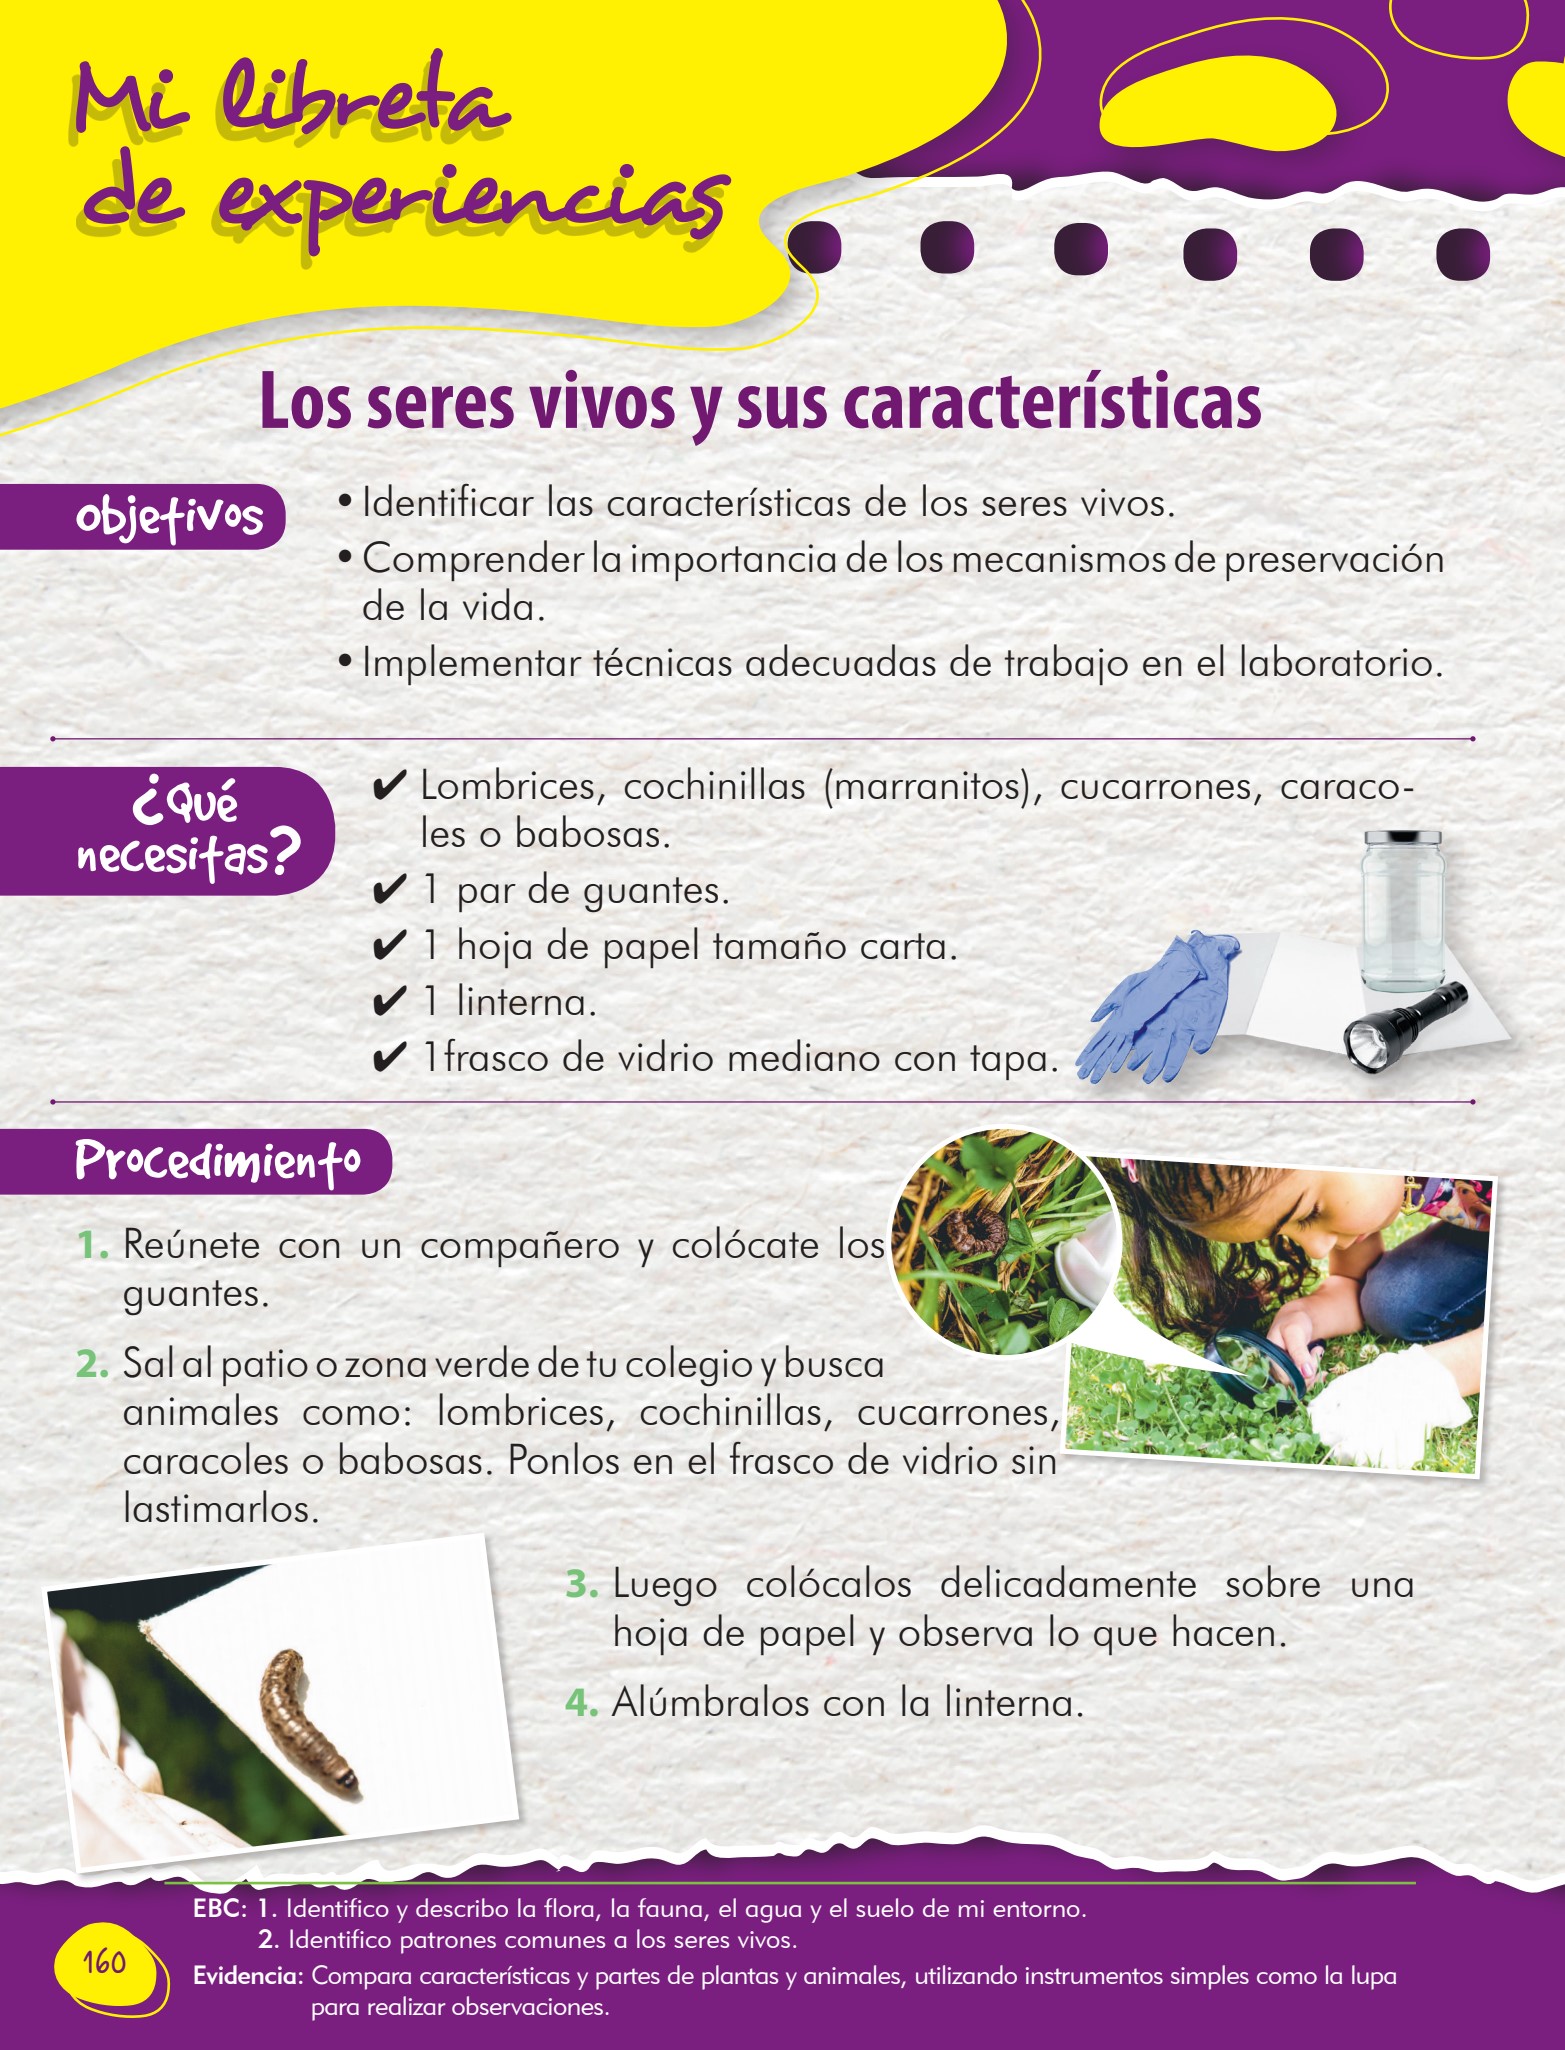 Mi libreta
de experiencias
Los seres vivos y sus características
objetivos
• Identificar las características de los seres vivos.
• Comprender la importancia de los mecanismos de preservación
de la vida.
• Implementar técnicas adecuadas de trabajo en el laboratorio.
¿Qué
necesitas?
✔ Lombrices, cochinillas (marranitos), cucarrones, caraco-
les o babosas.
✔ 1 par de guantes.
✔ 1 hoja de papel tamaño carta.
✔ 1 linterna.
✔ 1frasco de vidrio mediano con tapa.
Procedimiento
1. Reúnete con un compañero y colócate los
guantes.
2. Sal al patio o zona verde de tu colegio y busca
animales como: lombrices, cochinillas, cucarrones,
caracoles o babosas. Ponlos en el frasco de vidrio sin
lastimarlos.
3. Luego colócalos delicadamente sobre una
hoja de papel y observa lo que hacen.
4. Alúmbralos con la linterna.
EBC: 1. Identifico y describo la flora, la fauna, el agua y el suelo de mi entorno.
2. Identifico patrones comunes a los seres vivos.
Evidencia: Compara características y partes de plantas y animales, utilizando instrumentos simples como la lupa
para realizar observaciones.
160